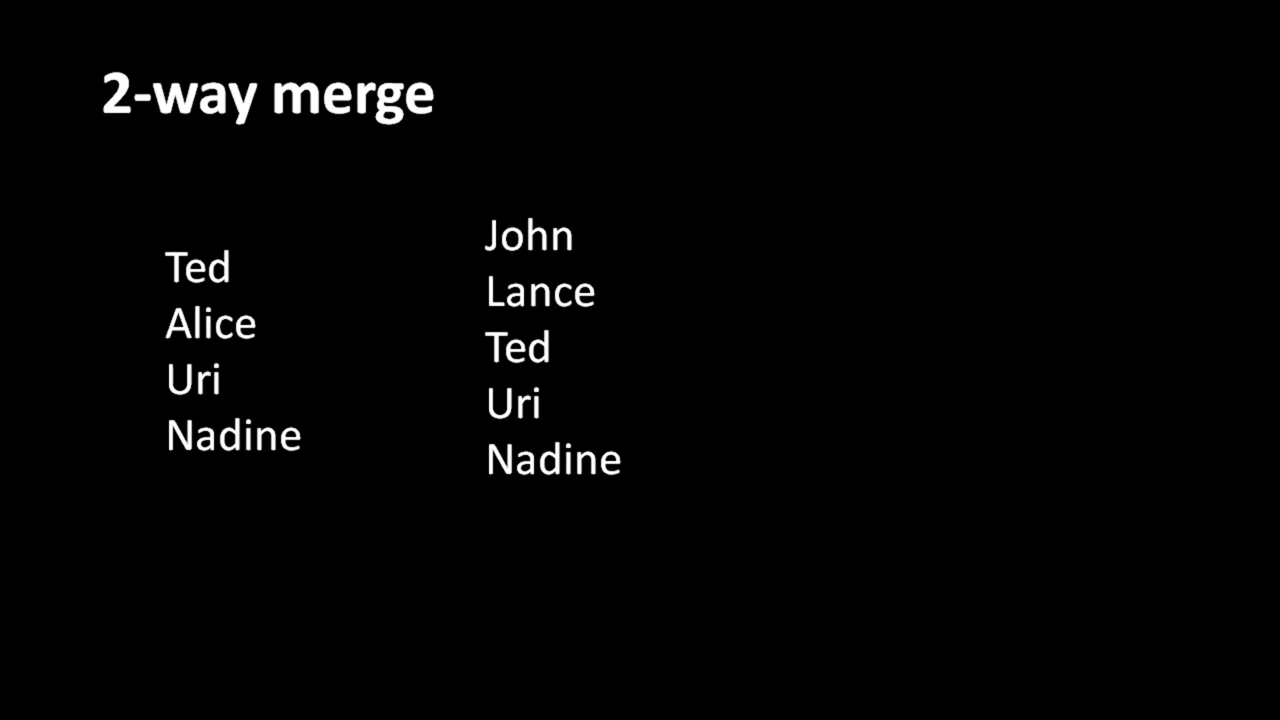 2-way merge
Ted
Alice
Uri
Nadine
John
Lance
Ted
Uri
Nadine